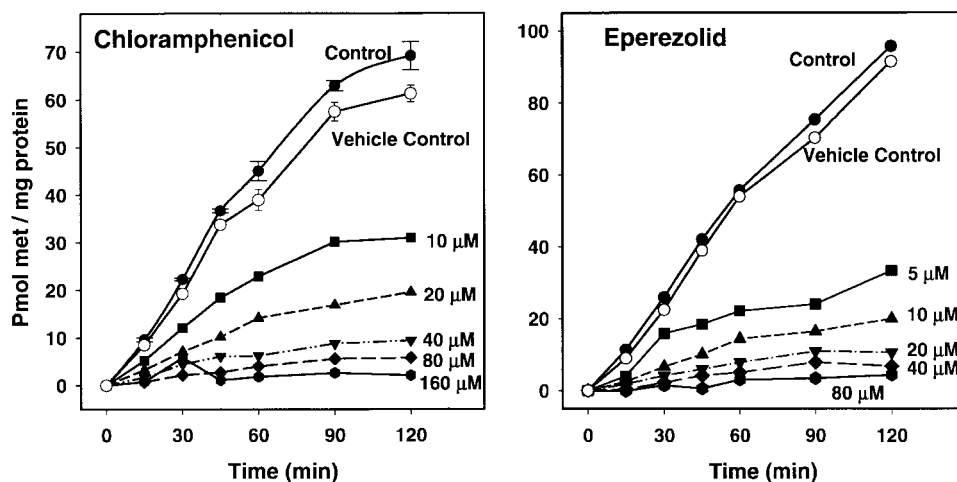 Chloramphenicol
Control
Vehicle Control
10 µM
20 µM
40 µM
80 µM
160 µM
Pmol met / mg protein
70
60
50
40
30
20
10
0
0
30
60
90
120
Time (min)
Eperezolid
Control
Vehicle Control
5 µM
10 µM
20 µM
40 µM
80 µM
100
80
60
40
20
0
0
30
60
90
120
Time (min)